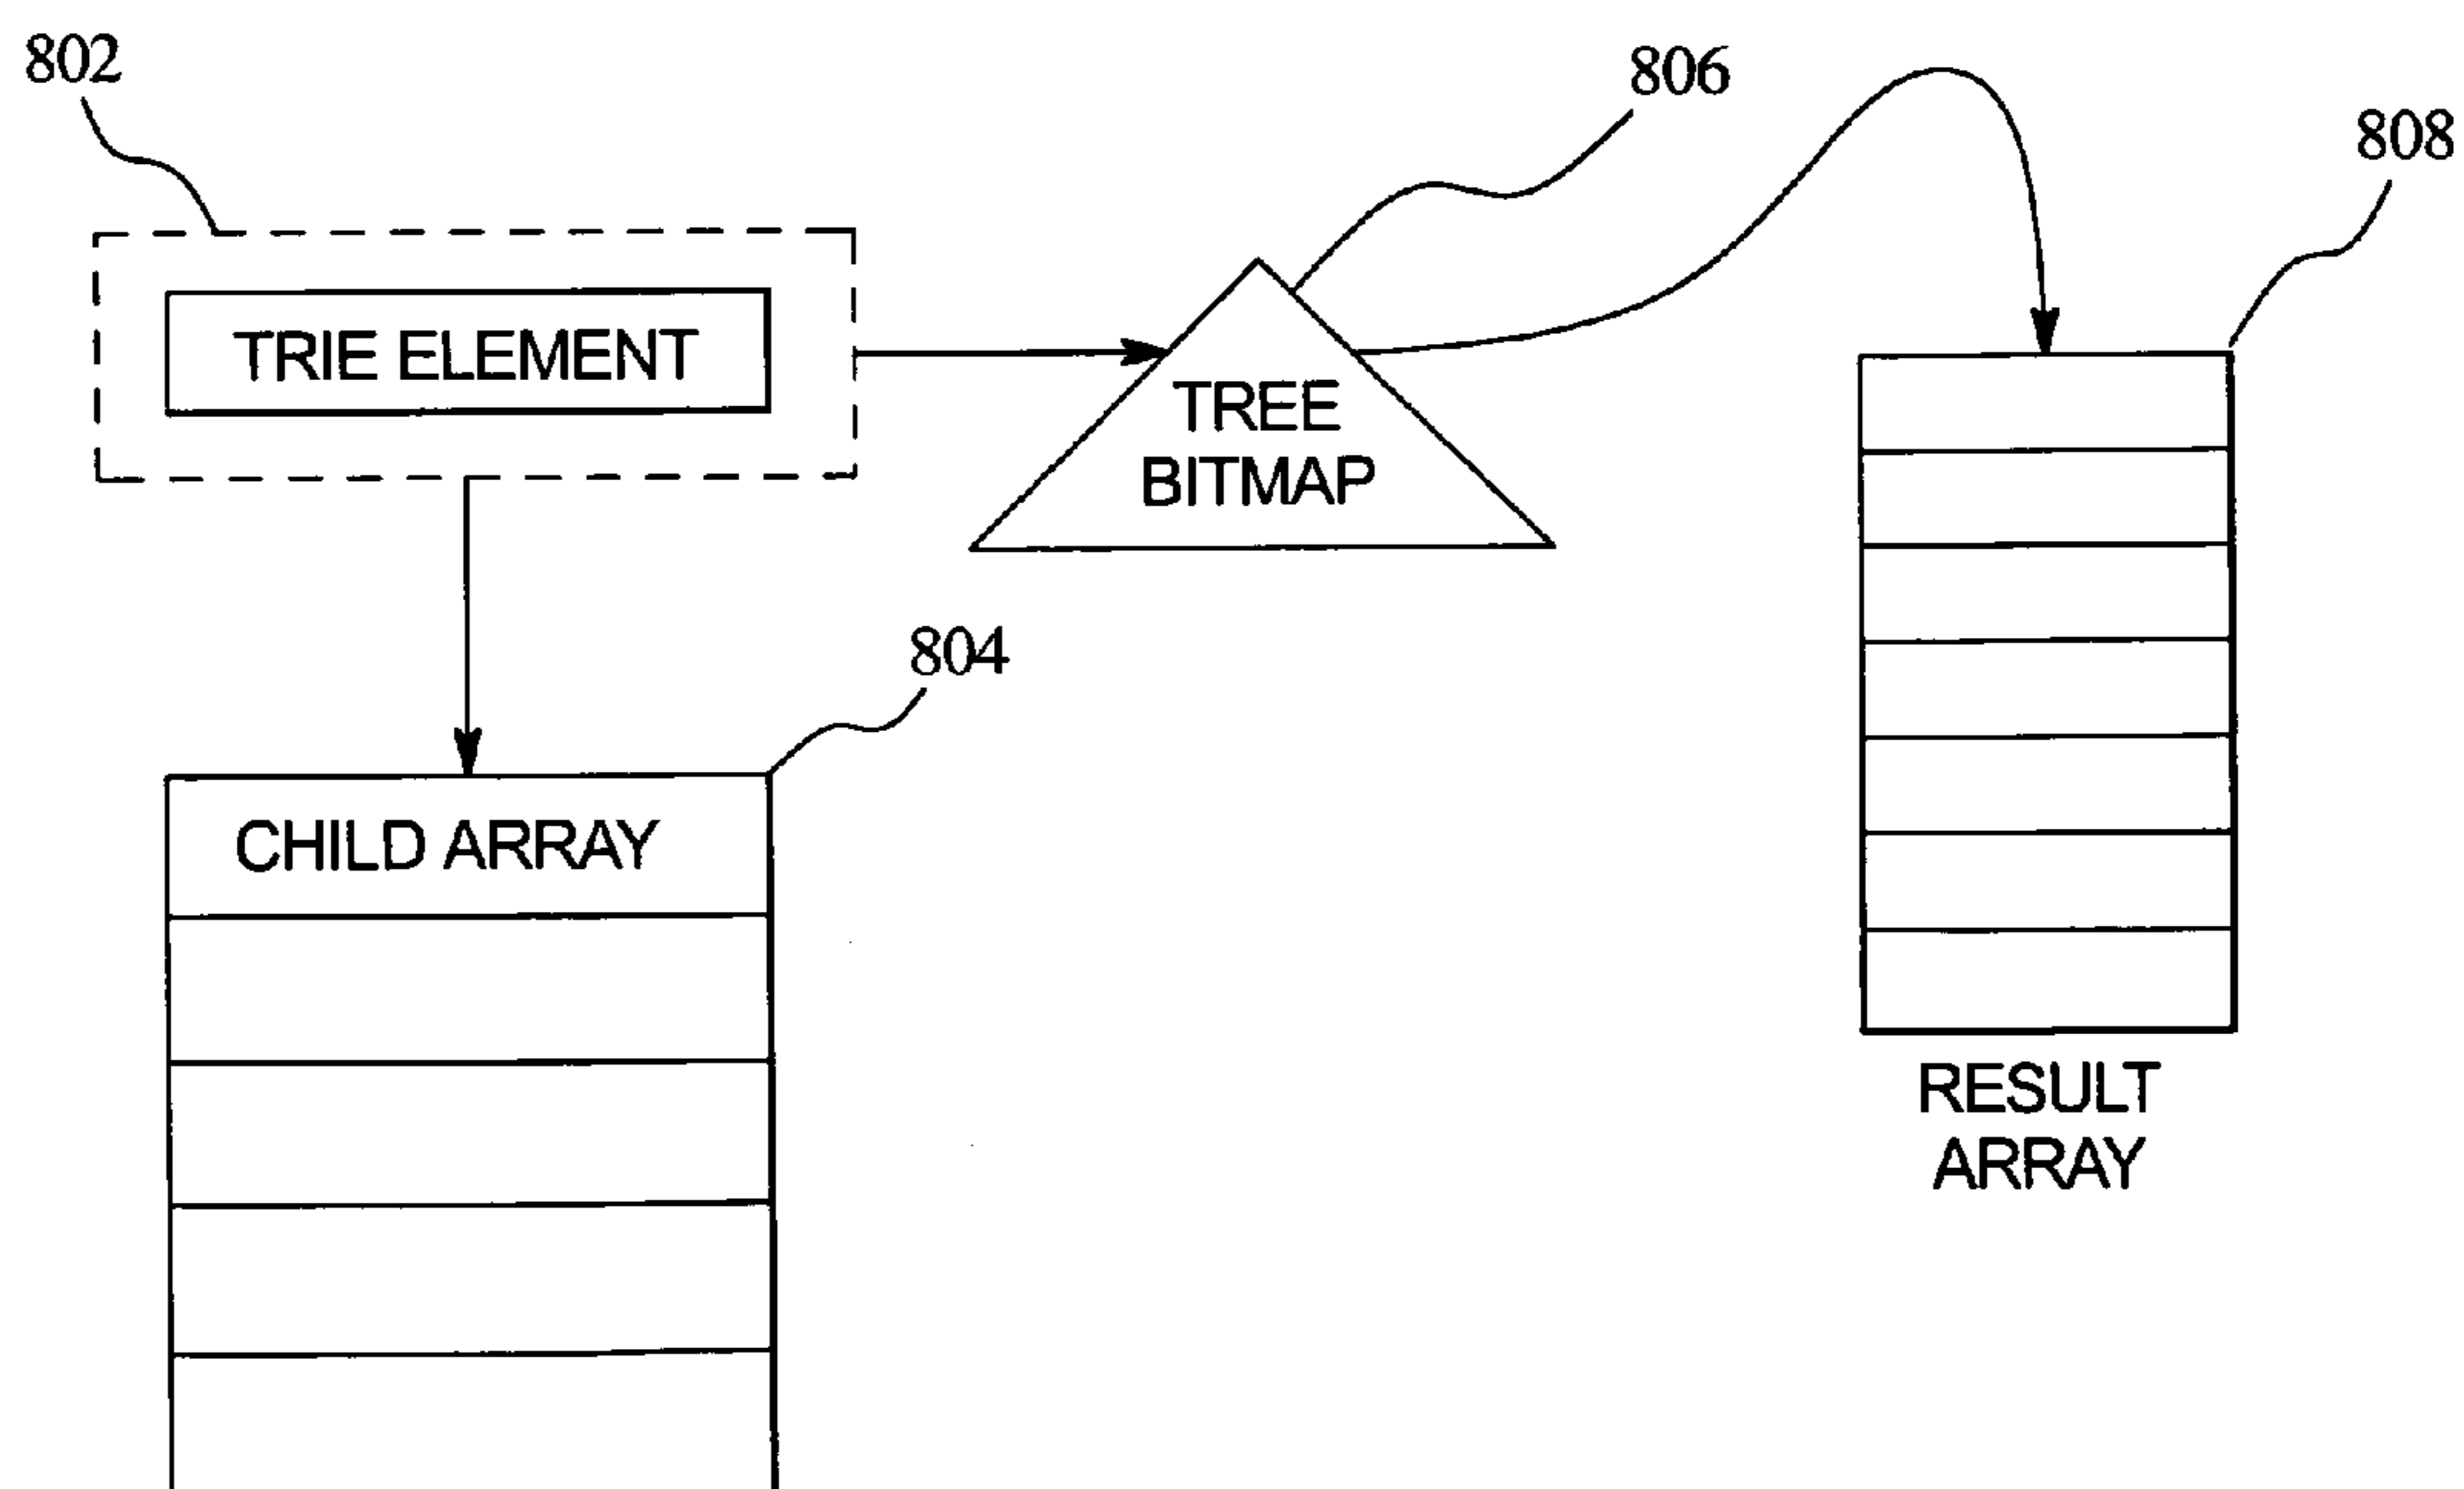 802
806
808
TRIE ELEMENT
TREE
BITMAP
804
CHILD ARRAY
RESULT
ARRAY